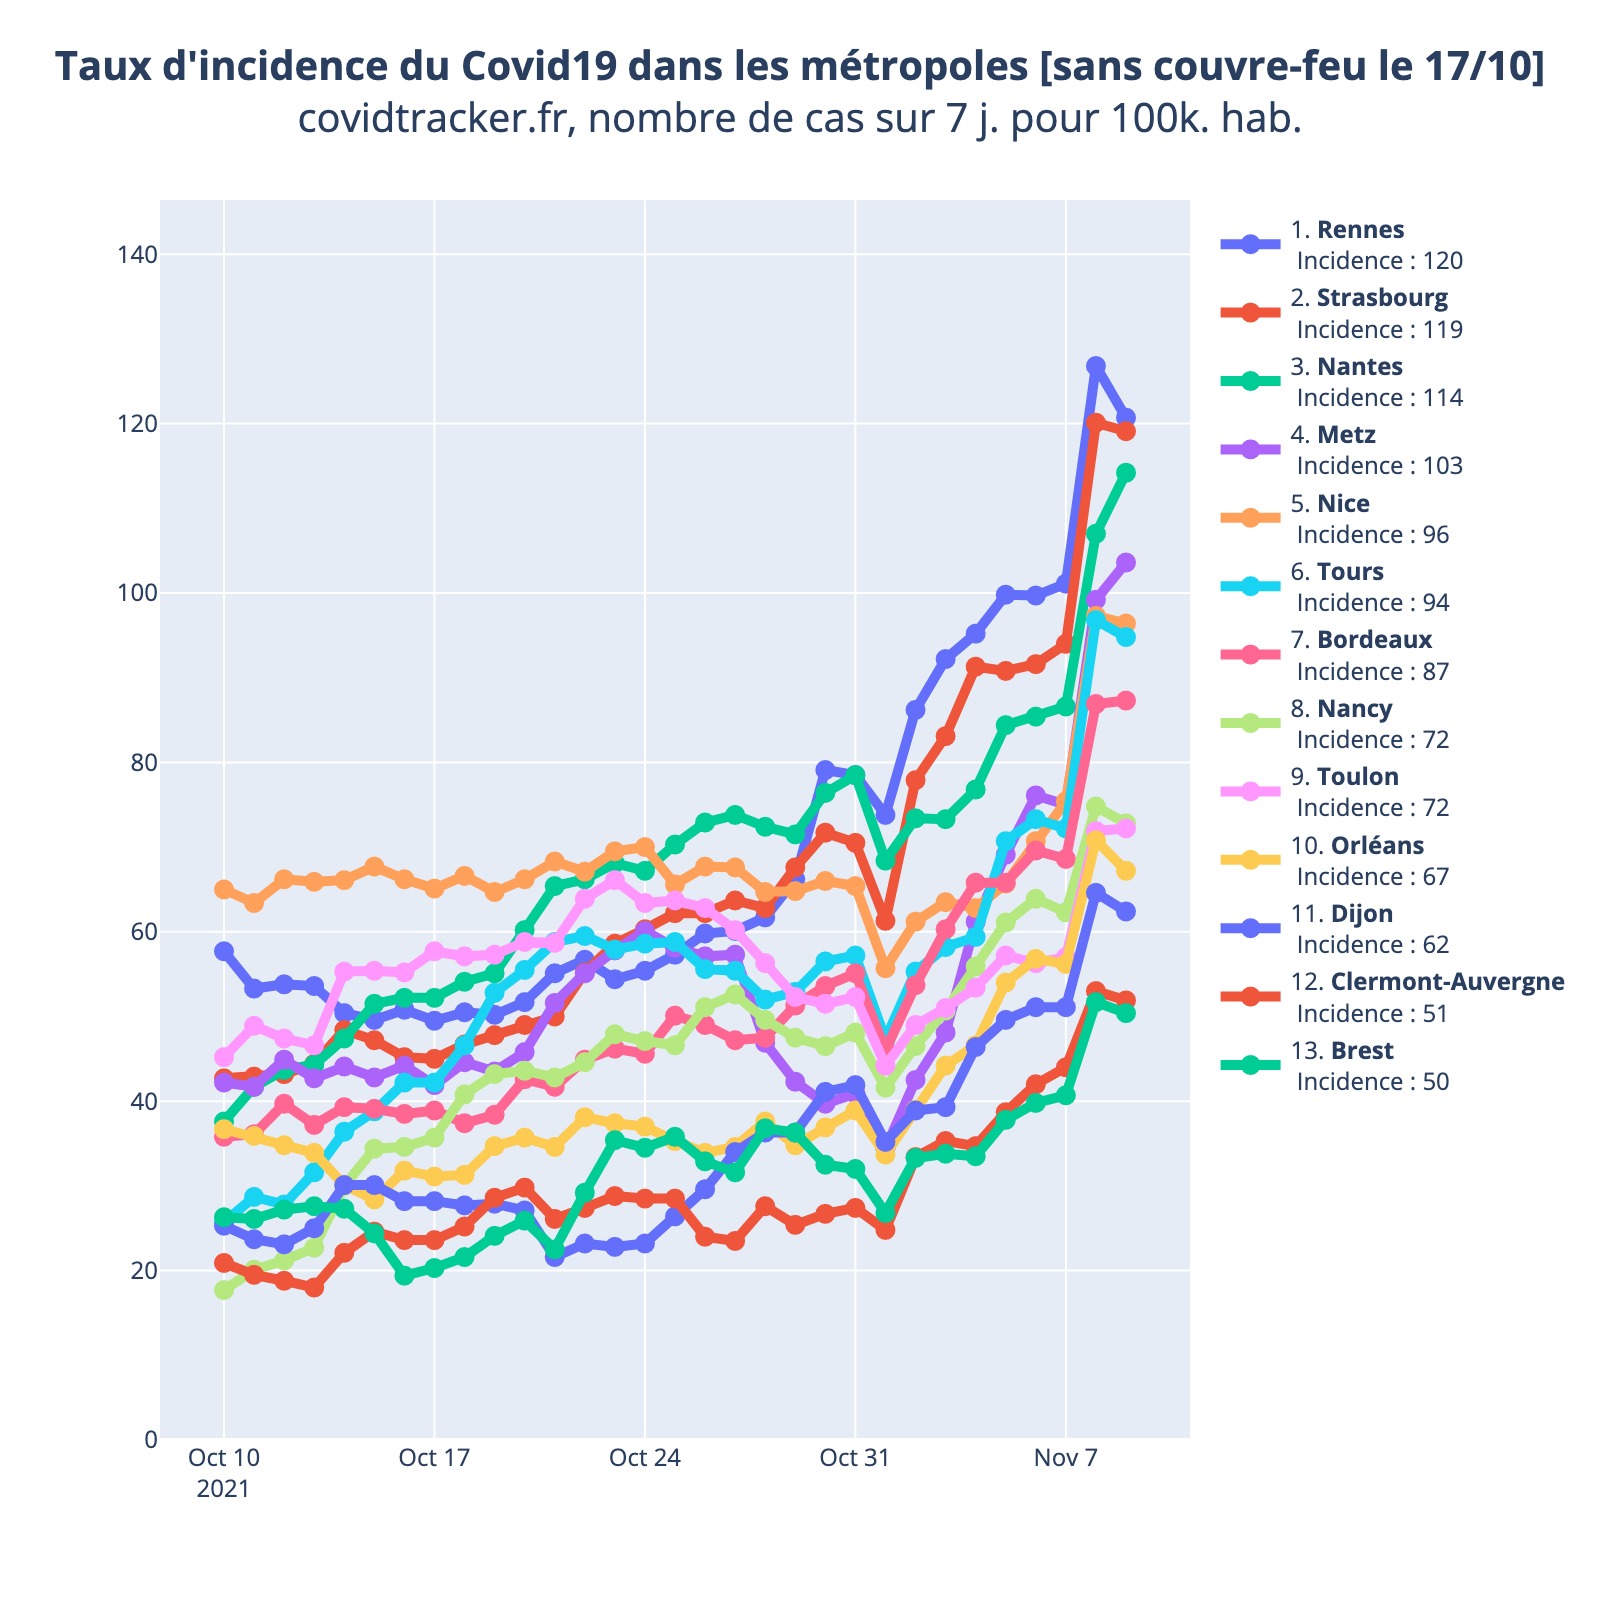 Taux d'incidence du Covid19 dans les métropoles [sans couvre-feu le 17/10]
covidtracker.fr, nombre de cas sur 7 j. pour 100k. hab.
140
120
100
80
60
40
20
0
Oct 10
2021
Oct 17
Oct 24
Oct 31
Nov 7
1. Rennes
Incidence : 120
2. Strasbourg
Incidence : 119
3. Nantes
Incidence : 114
4. Metz
Incidence : 103
5. Nice
Incidence : 96
6. Tours
Incidence : 94
7. Bordeaux
Incidence : 87
8. Nancy
Incidence : 72
9. Toulon
Incidence : 72
10. Orléans
Incidence : 67
11. Dijon
Incidence : 62
12. Clermont-Auvergne
Incidence : 51
13. Brest
Incidence : 50